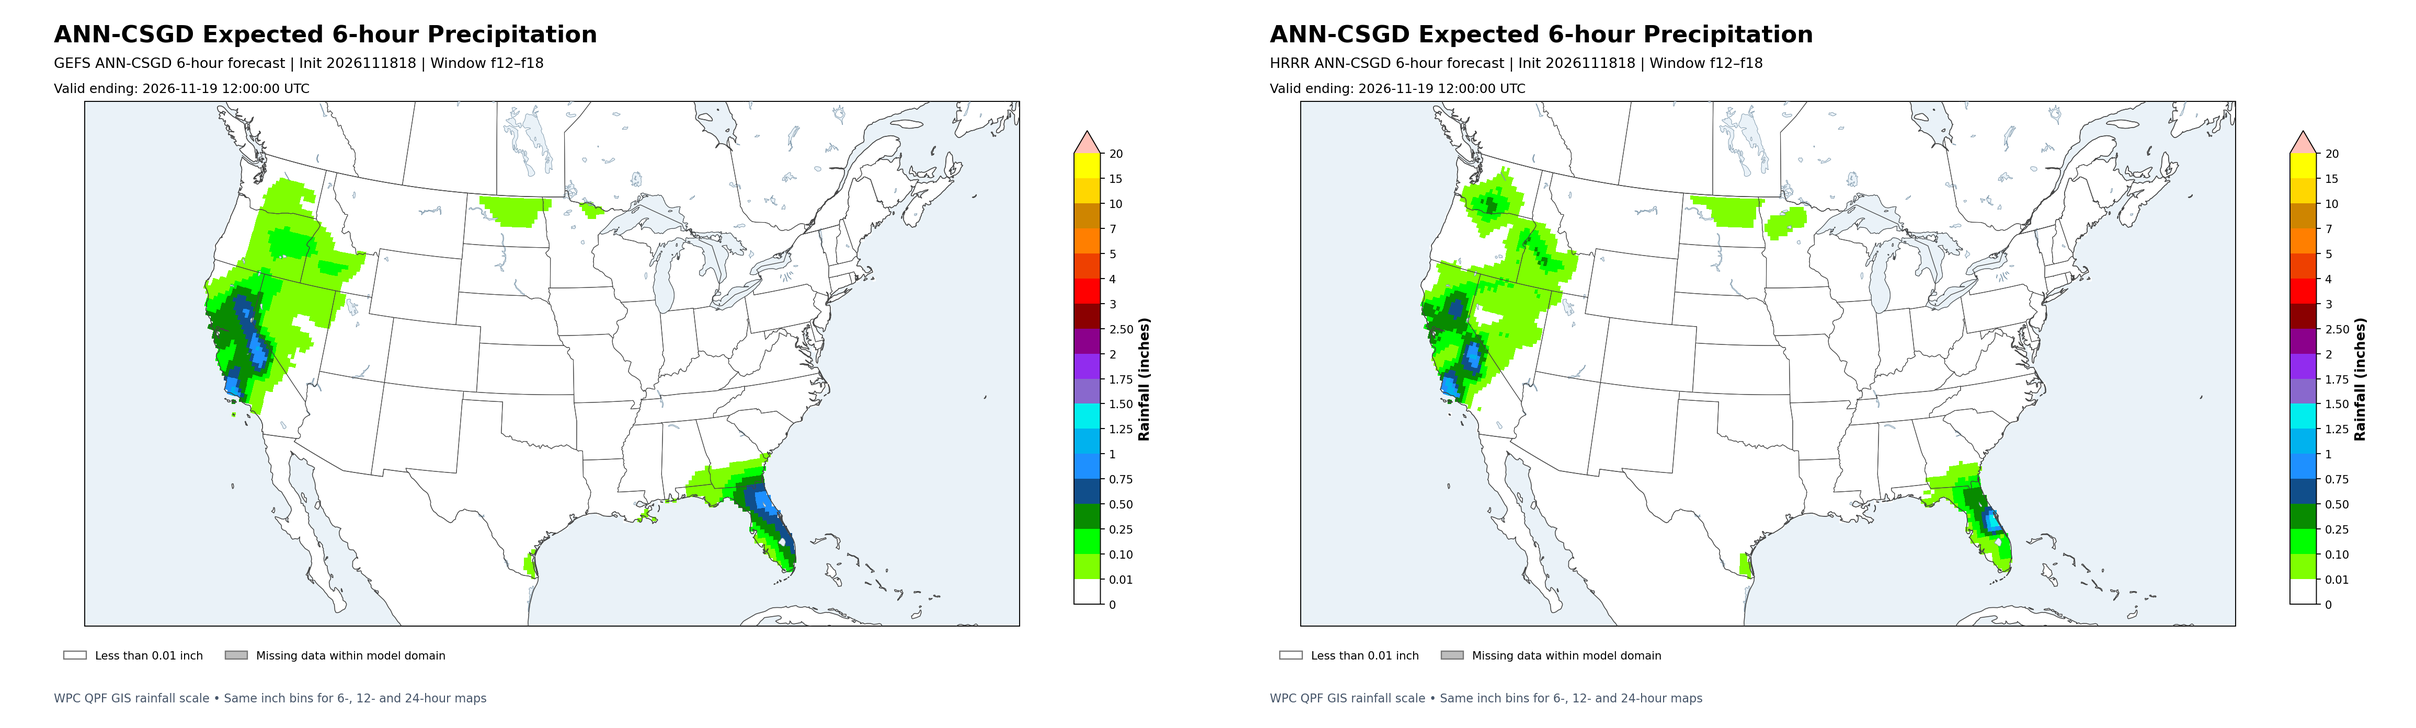 ANN-CSGD Expected 6-hour Precipitation
GEFS ANN-CSGD 6-hour forecast | Init 2026111818 | Window f12–f18
Valid ending: 2026-11-19 12:00:00 UTC
20
15
10
7
5
4
3
2.50
2
1.75
1.50
1.25
1
0.75
0.50
0.25
0.10
0.01
0
Rainfall (inches)
Less than 0.01 inch
Missing data within model domain
WPC QPF GIS rainfall scale • Same inch bins for 6-, 12- and 24-hour maps
ANN-CSGD Expected 6-hour Precipitation
HRRR ANN-CSGD 6-hour forecast | Init 2026111818 | Window f12–f18
Valid ending: 2026-11-19 12:00:00 UTC
20
15
10
7
5
4
3
2.50
2
1.75
1.50
1.25
1
0.75
0.50
0.25
0.10
0.01
0
Rainfall (inches)
Less than 0.01 inch
Missing data within model domain
WPC QPF GIS rainfall scale • Same inch bins for 6-, 12- and 24-hour maps